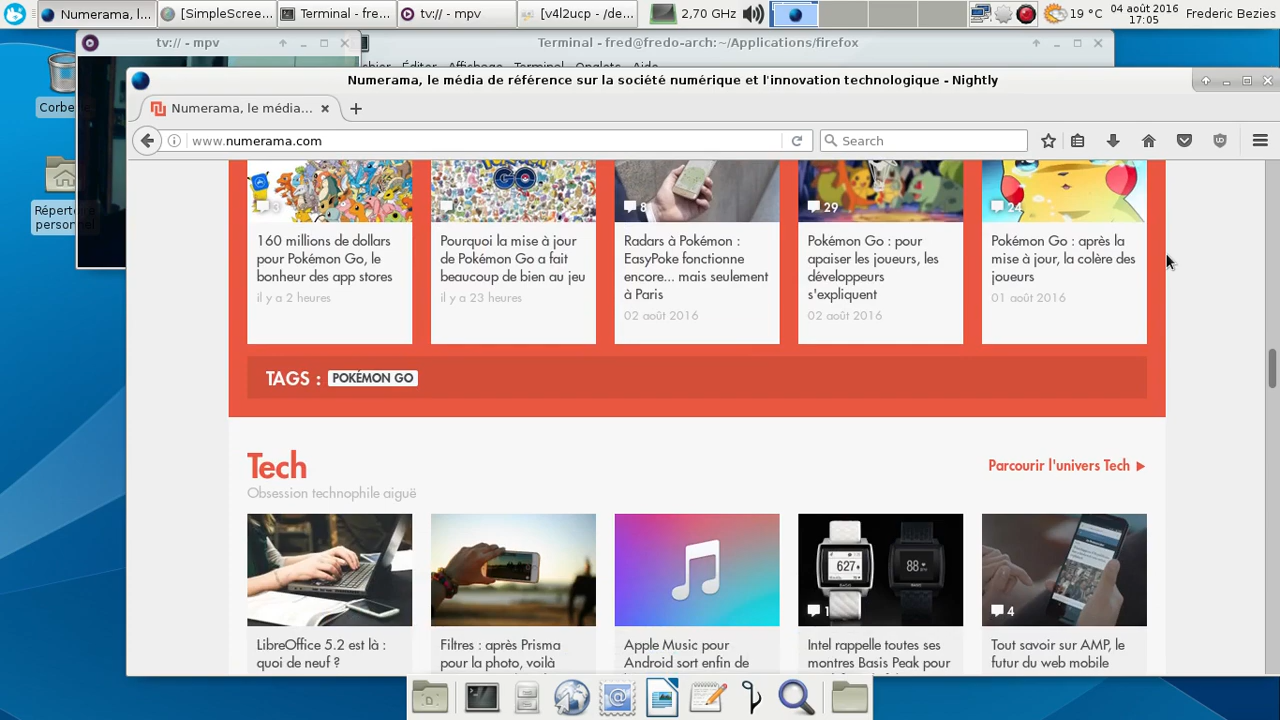 Numerama, l...
[SimpleScree...
Terminal - fre...
tv:// - mpv
[v4l2ucp - /de...
2,70 GHz
19 °C
04 août 2016
17:05
Frederic Bezies
tv:// - mpv
Terminal - fred@fredo-arch:~/Applications/firefox
Corbe
Numerama, le média de référence sur la société numérique et l'innovation technologique - Nightly
Numerama, le média...
www.numerama.com
Search
3
6
8
29
24
Répert
personnel
160 millions de dollars
pour Pokémon Go, le
bonheur des app stores
il y a 2 heures
Pourquoi la mise à jour
de Pokémon Go a fait
beaucoup de bien au jeu
il y a 23 heures
Radars à Pokémon :
EasyPoke fonctionne
encore... mais seulement
à Paris
02 août 2016
Pokémon Go : pour
apaiser les joueurs, les
développeurs
s'expliquent
02 août 2016
Pokémon Go : après la
mise à jour, la colère des
joueurs
01 août 2016
TAGS : POKÉMON GO
Tech
Parcourir l'univers Tech
Obsession technophile aiguë
627
88
1
4
LibreOffice 5.2 est là :
quoi de neuf ?
Filtres : après Prisma
pour la photo, voilà
Apple Music pour
Android sort enfin de
Intel rappelle toutes ses
montres Basis Peak pour
Tout savoir sur AMP, le
futur du web mobile